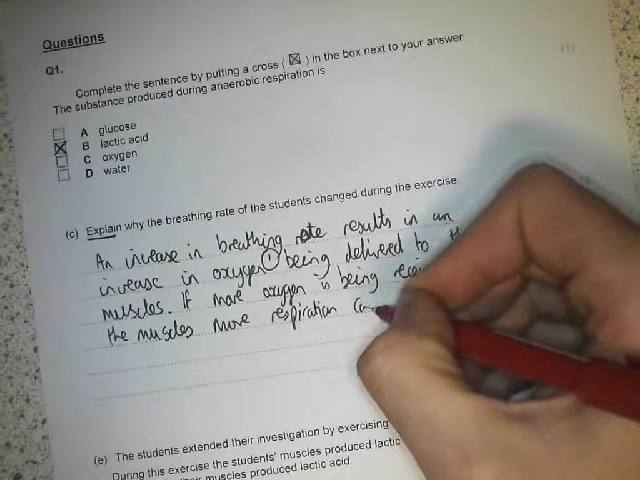 Questions
Q1.
Complete the sentence by putting a cross ( ☒ ) in the box next to your answer
The substance produced during anaerobic respiration is
A glucose
B lactic acid
C oxygen
D water
(c) Explain why the breathing rate of the students changed during the exercise.
An increase in breathing rate results in an
increase in oxygen ① being delivered to
muscles. If more oxygen is being
the muscles more respiration
(e) The students extended their investigation by exercising
During this exercise the students' muscles produced lactic
muscles produced lactic acid.